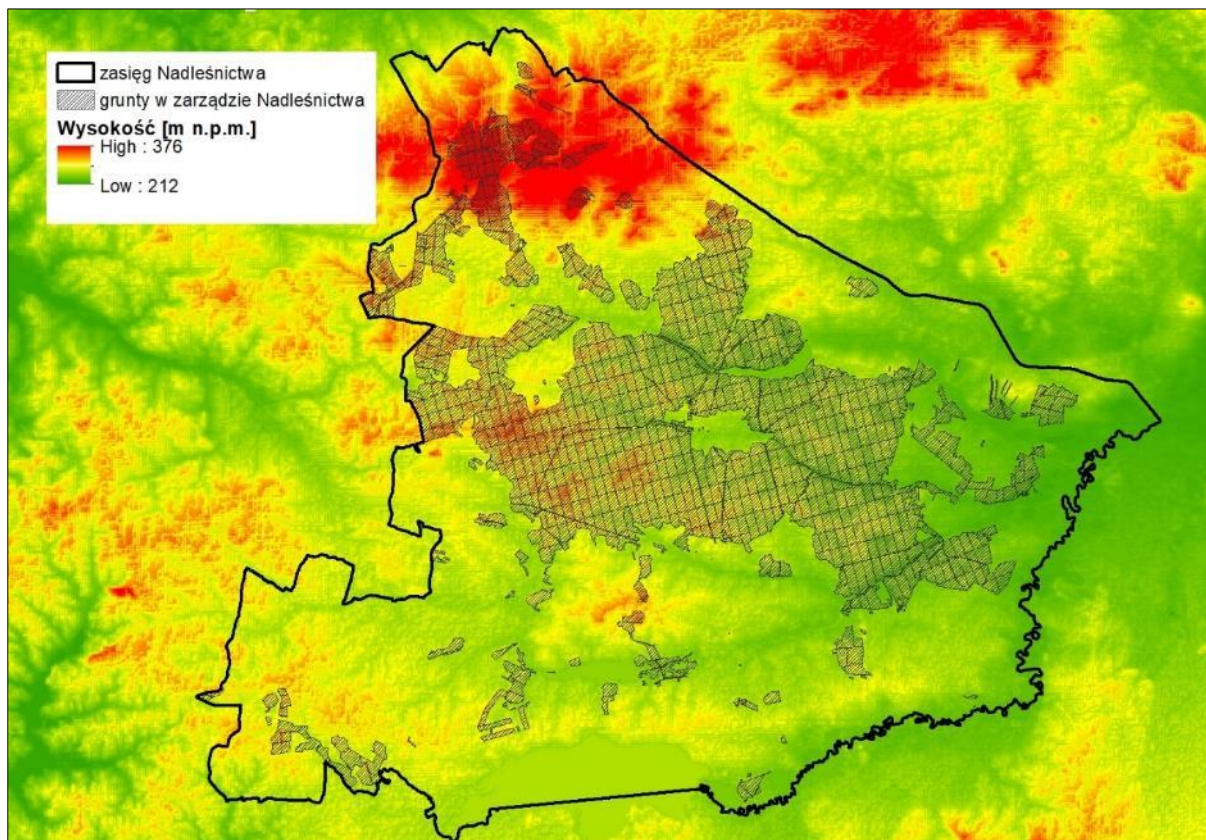 zasięg Nadleśnictwa
grunty w zarządzie Nadleśnictwa
Wysokość [m n.p.m.]
High : 376
Low : 212